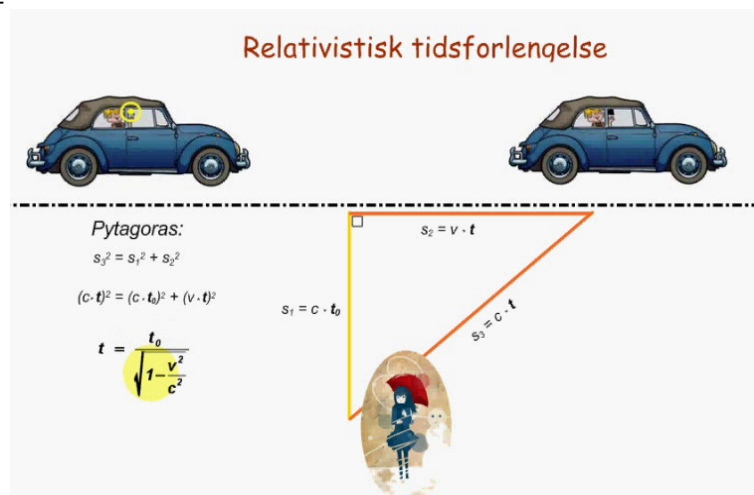 Relativistisk tidsforlengelse
Pytagoras:
s₃² = s₁² + s₂²
(c·t)² = (c·t₀)² + (v·t)²
t = t₀ / √(1 - v²/c²)
s₂ = v · t
s₁ = c · t₀
s₃ = c · t